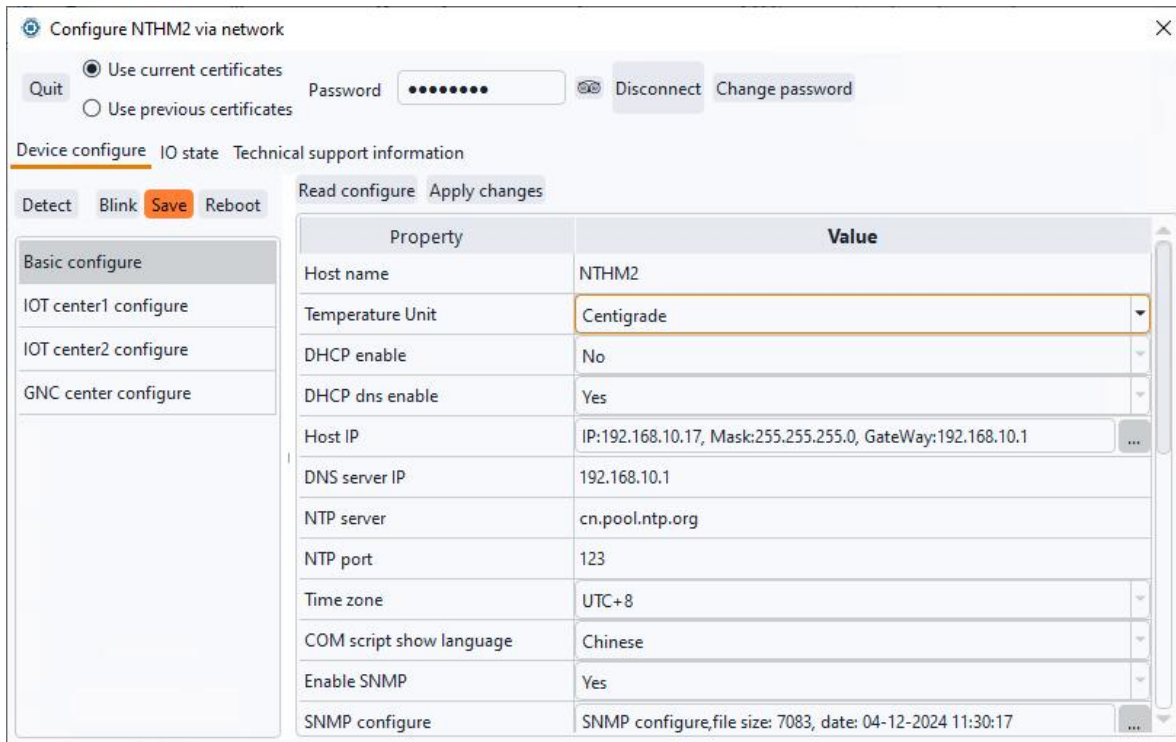 Configure NTHM2 via network
Quit
Use current certificates
Use previous certificates
Password
••••••••
Disconnect
Change password
Device configure IO state Technical support information
Detect Blink Save Reboot
Read configure Apply changes
Basic configure
IOT center1 configure
IOT center2 configure
GNC center configure
Property Value
Host name NTHM2
Temperature Unit Centigrade
DHCP enable No
DHCP dns enable Yes
Host IP IP:192.168.10.17, Mask:255.255.255.0, GateWay:192.168.10.1 ...
DNS server IP 192.168.10.1
NTP server cn.pool.ntp.org
NTP port 123
Time zone UTC+8
COM script show language Chinese
Enable SNMP Yes
SNMP configure SNMP configure,file size: 7083, date: 04-12-2024 11:30:17 ...